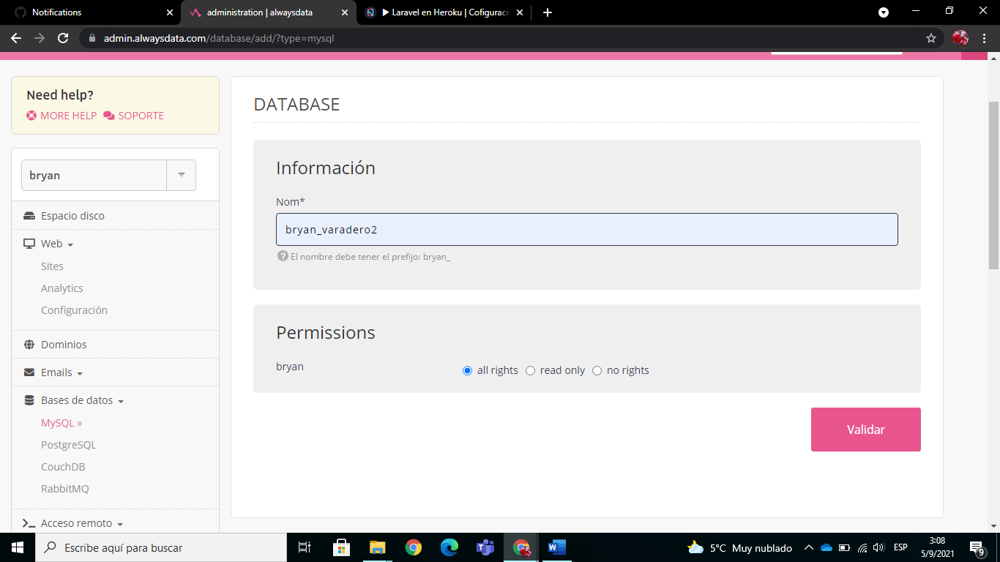 Notifications
administration | alwaysdata
▶ Laravel en Heroku | Cofiguraci
admin.alwaysdata.com/database/add/?type=mysql
Need help?
MORE HELP SOPORTE
bryan
Espacio disco
Web
Sites
Analytics
Configuración
Dominios
Emails
Bases de datos
MySQL »
PostgreSQL
CouchDB
RabbitMQ
Acceso remoto
DATABASE
Información
Nom*
bryan_varadero2
El nombre debe tener el prefijo: bryan_
Permissions
bryan
all rights read only no rights
Validar
Escribe aquí para buscar
5°C Muy nublado
ESP
3:08
5/9/2021
9